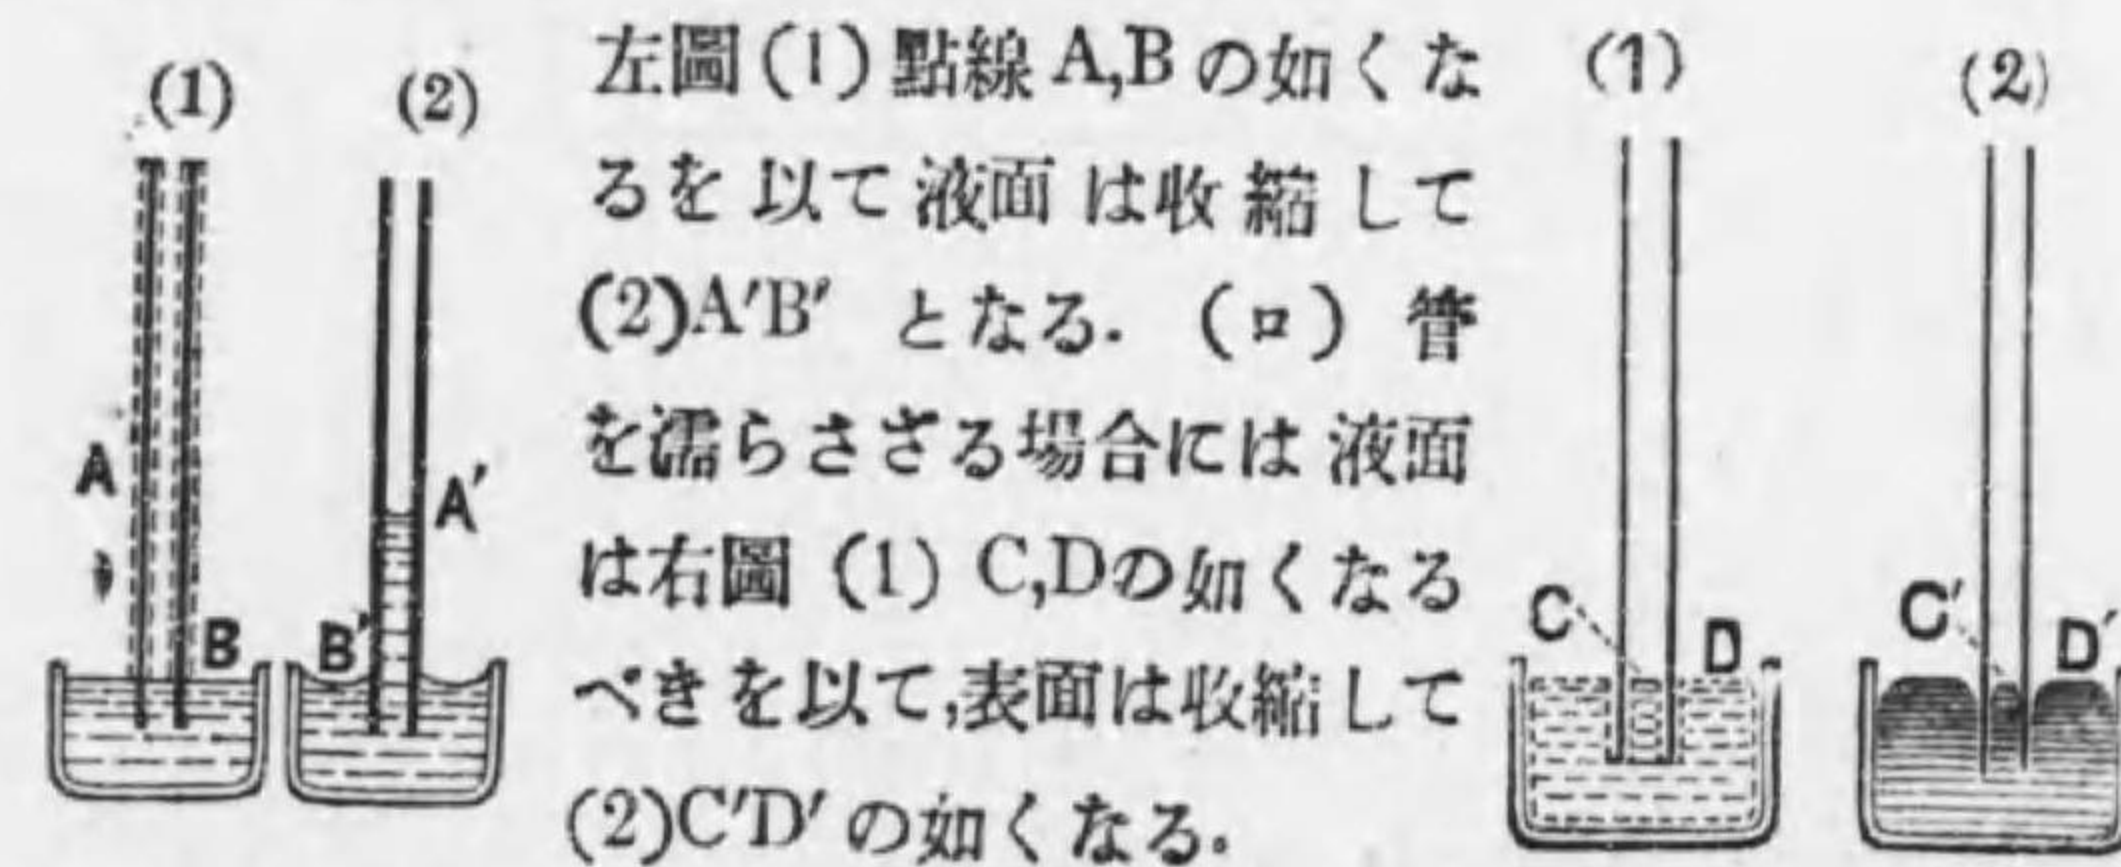 (1)
(2)
A
B
A′
B′
左圖(1)點線A,Bの如くな
るを以て液面は收縮して
(2)A′B′ となる. (ロ) 管
を濡らさざる場合には液面
は右圖 (1) C,Dの如くなる
べきを以て,表面は收縮して
(2)C′D′の如くなる.
(1)
(2)
C
D
C′
D′